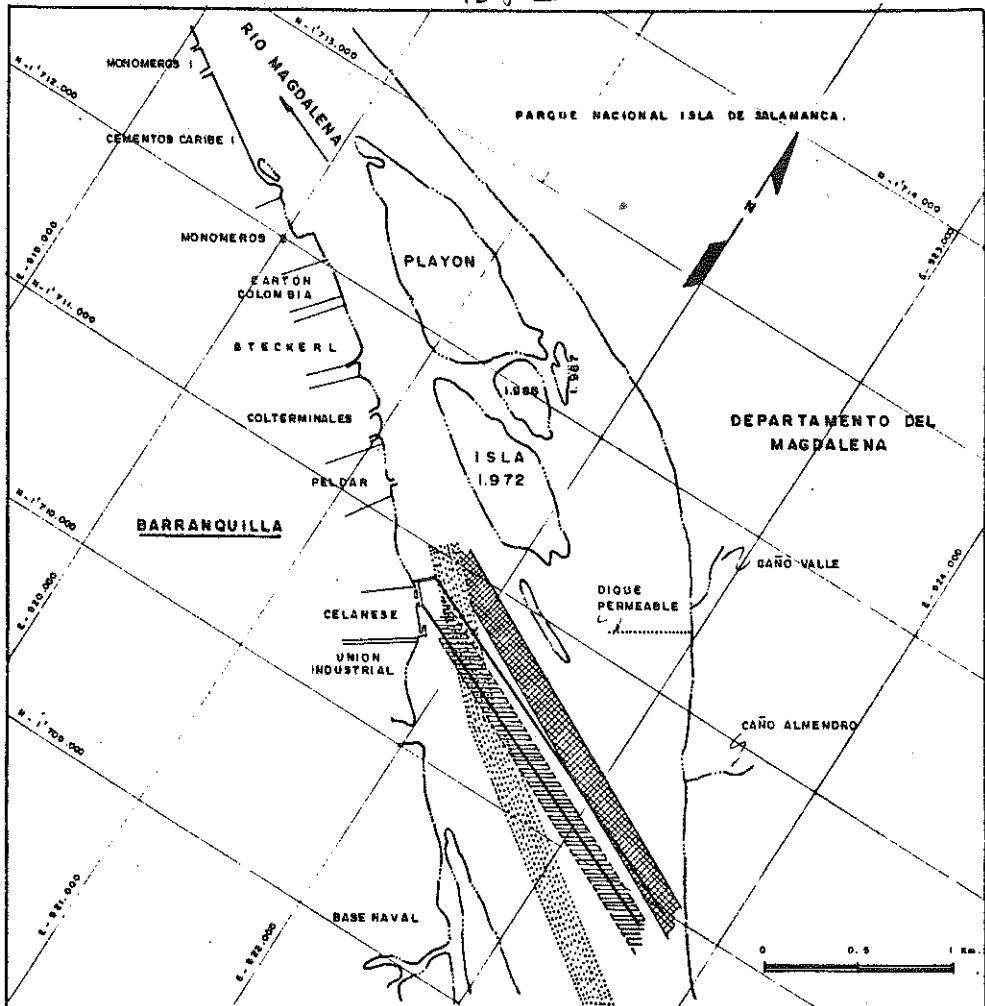 N-1'713.000
RIO MAGDALENA
MONOMEROS I
N-1'712.000
PARQUE NACIONAL ISLA DE SALAMANCA.
CEMENTOS CARIBE I
N-1'714.000
N
MONOMEROS
E-919.000
E-923.000
PLAYON
CARTON
COLOMBIA
N-1'711.000
STECKERL
1.987
1.986
COLTERMINALES
DEPARTAMENTO DEL
MAGDALENA
ISLA
1.972
PELDAR
N-1'710.000
BARRANQUILLA
CAÑO VALLE
E-920.000
DIQUE
PERMEABLE
E-924.000
CELANESE
UNION
INDUSTRIAL
N-1'709.000
CAÑO ALMENDRO
E-921.000
BASE NAVAL
E-922.000
0 0.5 1 Km.